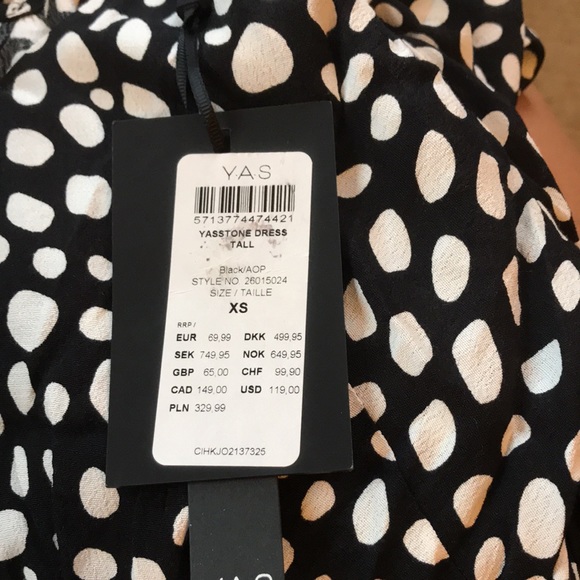 Y.A.S
5713774474421
YASSTONE DRESS
TALL
Black/AOP
STYLE NO. 26015024
SIZE / TAILLE
XS
RRP /
EUR 69,99 DKK 499,95
SEK 749,95 NOK 649,95
GBP 65,00 CHF 99,90
CAD 149,00 USD 119,00
PLN 329,99
CIHKJO2137325
Y.A.S